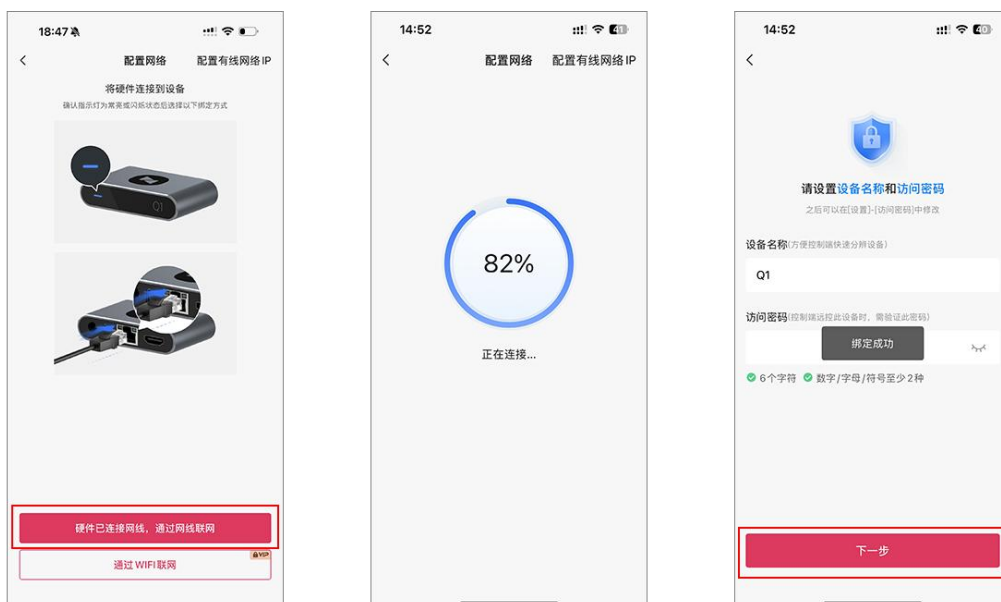 18:47
配置网络 配置有线网络 IP
将硬件连接到设备
确认指示灯为常亮或闪烁状态后选择以下绑定方式
Q1
硬件已连接网线，通过网线联网
VIP
通过 WIFI 联网
14:52
41
配置网络 配置有线网络 IP
82%
正在连接...
14:52
40
请设置设备名称和访问密码
之后可以在[设置]-[访问密码]中修改
设备名称(方便控制端快速分辨设备)
Q1
访问密码(控制端远控此设备时，需验证此密码)
绑定成功
6个字符 数字/字母/符号至少2种
下一步